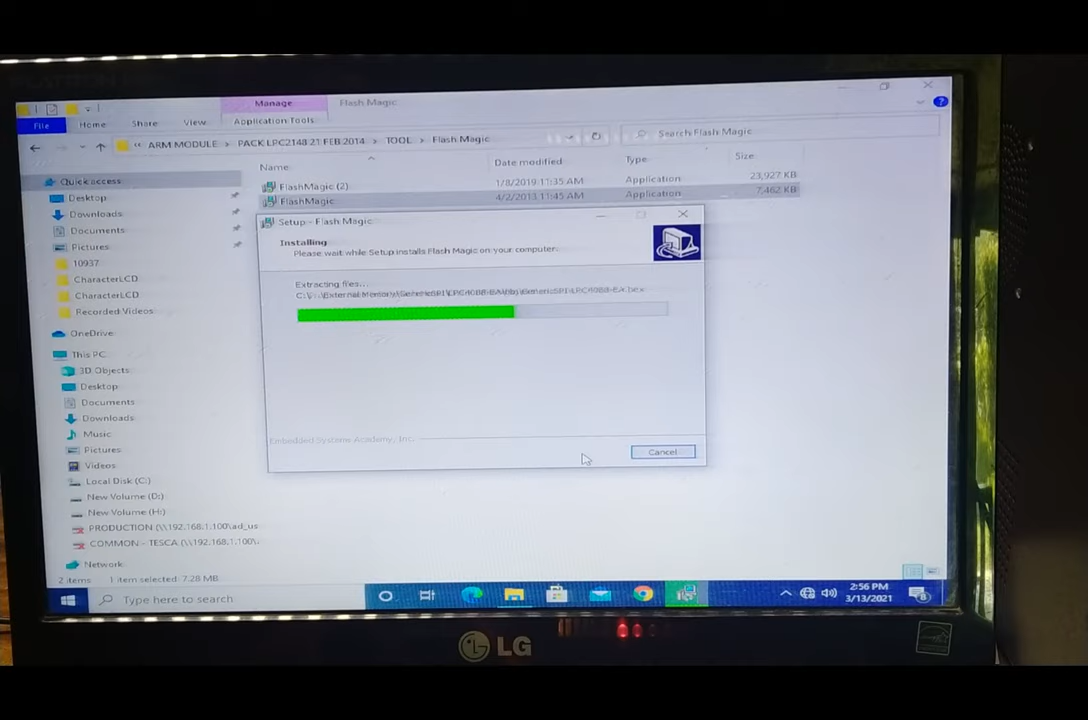 Manage
Flash Magic
File
Home
Share
View
Application Tools
ARM MODULE > PACK LPC2148 21 FEB 2014 > TOOL > Flash Magic
Search Flash Magic
Name
Date modified
Type
Size
FlashMagic (2)
1/8/2019 11:35 AM
Application
23,927 KB
FlashMagic
4/2/2013 11:45 AM
Application
7,462 KB
Quick access
Desktop
Downloads
Documents
Pictures
10937
CharacterLCD
CharacterLCD
Recorded Videos
OneDrive
This PC
3D Objects
Desktop
Documents
Downloads
Music
Pictures
Videos
Local Disk (C:)
New Volume (D:)
New Volume (H:)
PRODUCTION (\\192.168.1.100\ad_us
COMMON - TESCA (\\192.168.1.100\
Network
Setup - Flash Magic
Installing
Please wait while Setup installs Flash Magic on your computer.
Extracting files...
Embedded Systems Academy, Inc.
Cancel
2 items
1 item selected 7.28 MB
Type here to search
2:56 PM
3/13/2021
LG